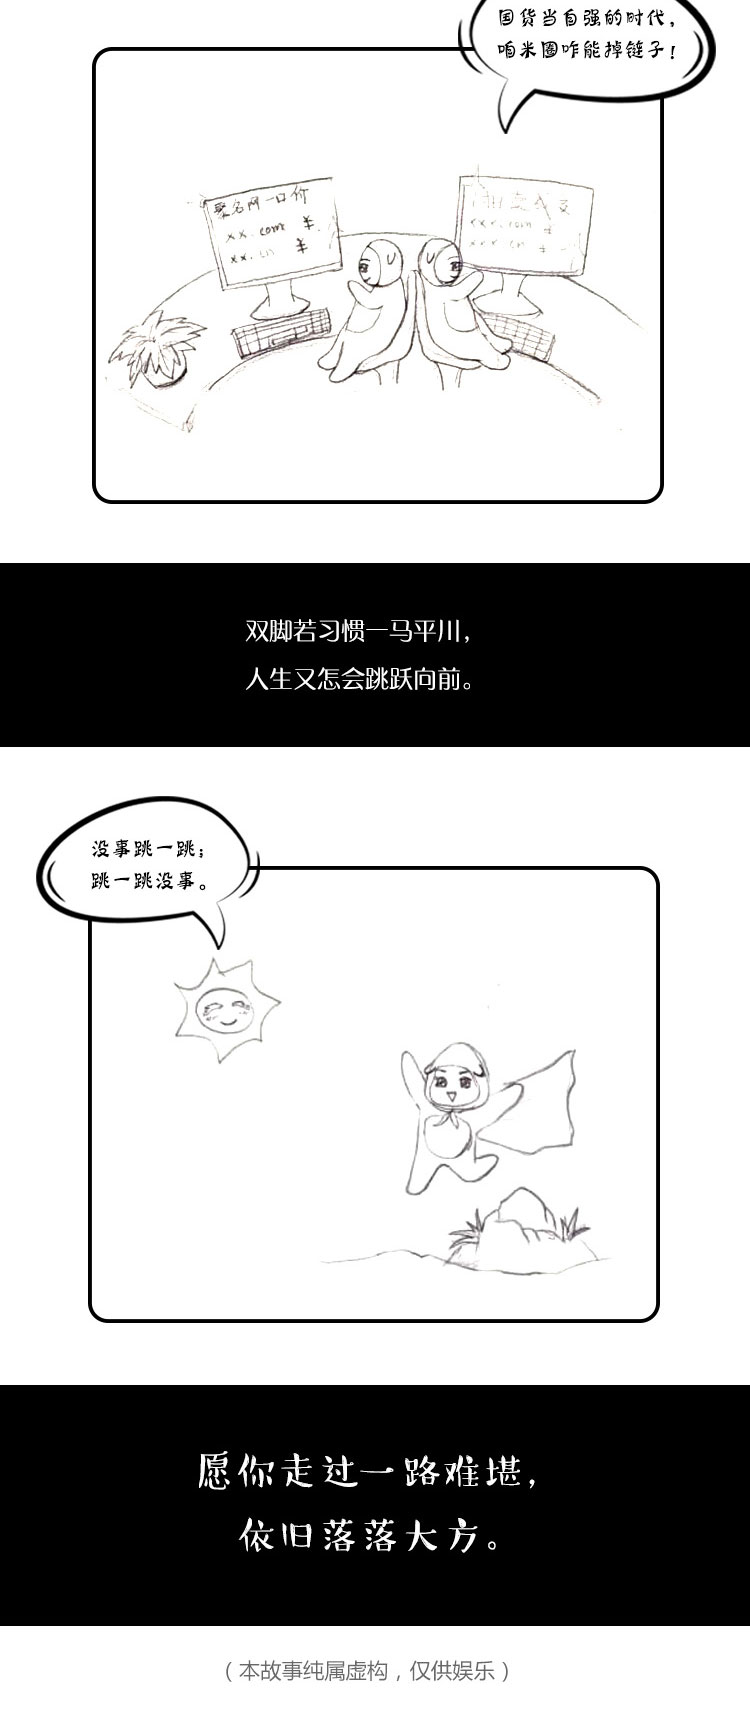 国货当自强的时代，
咱米圈咋能掉链子！
聚名网一口价
xx.com ￥
xx.cn ￥
xxx.com ￥
xxx.cn ￥
双脚若习惯一马平川，
人生又怎会跳跃向前。
没事跳一跳；
跳一跳没事。
愿你走过一路难堪，
依旧落落大方。
（本故事纯属虚构，仅供娱乐）